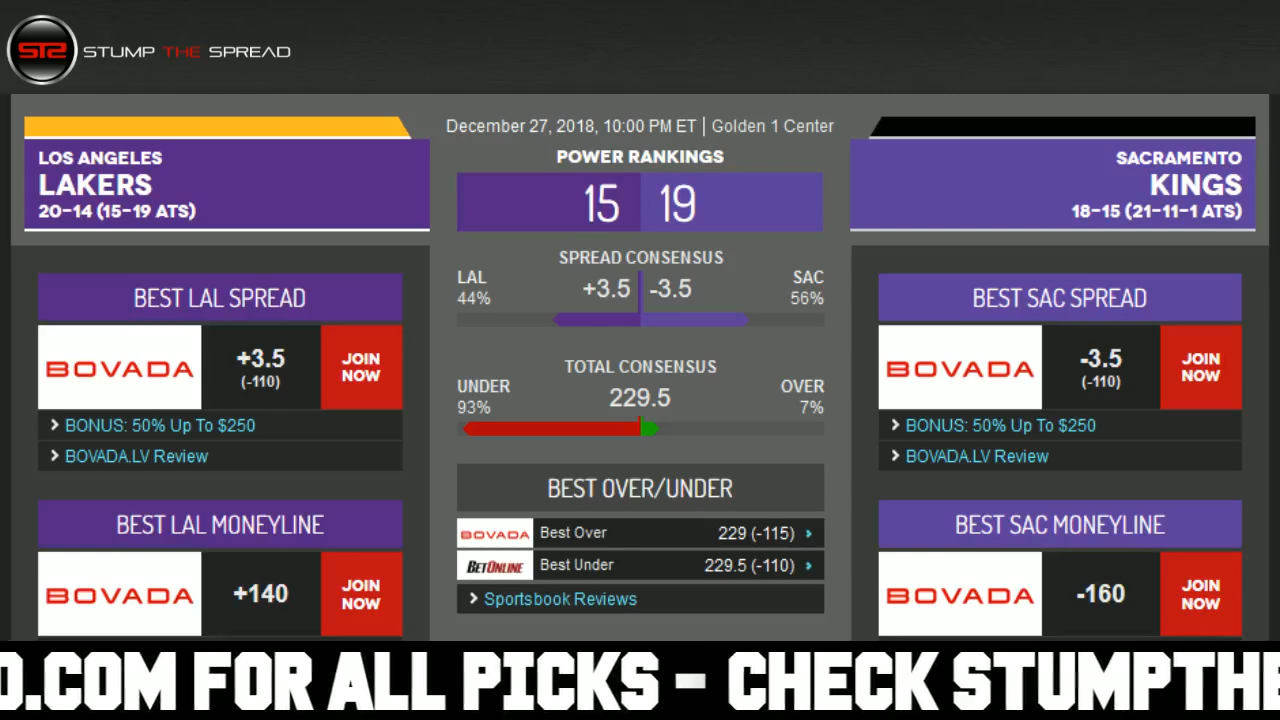 STS STUMP THE SPREAD
December 27, 2018, 10:00 PM ET | Golden 1 Center
LOS ANGELES
LAKERS
20-14 (15-19 ATS)
POWER RANKINGS
15 19
SACRAMENTO
KINGS
18-15 (21-11-1 ATS)
SPREAD CONSENSUS
LAL +3.5 -3.5 SAC
44% 56%
TOTAL CONSENSUS
UNDER 229.5 OVER
93% 7%
BEST OVER/UNDER
BOVADA Best Over 229 (-115) ›
BETONLINE Best Under 229.5 (-110) ›
> Sportsbook Reviews
BEST LAL SPREAD
BOVADA +3.5 (-110) JOIN NOW
> BONUS: 50% Up To $250
> BOVADA.LV Review
BEST LAL MONEYLINE
BOVADA +140 JOIN NOW
BEST SAC SPREAD
BOVADA -3.5 (-110) JOIN NOW
> BONUS: 50% Up To $250
> BOVADA.LV Review
BEST SAC MONEYLINE
BOVADA -160 JOIN NOW
D.COM FOR ALL PICKS - CHECK STUMPTHE